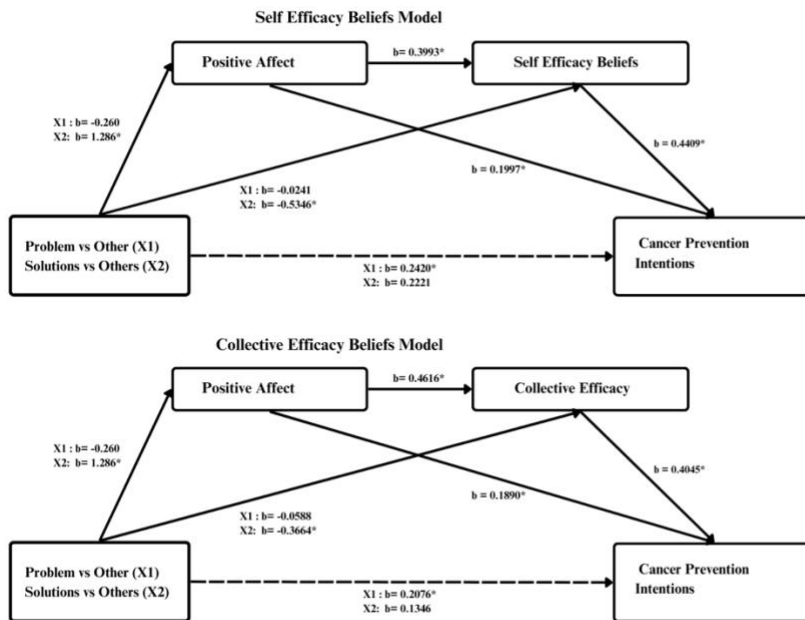 Self Efficacy Beliefs Model
Positive Affect
b= 0.3993*
Self Efficacy Beliefs
X1 : b= -0.260
X2: b= 1.286*
b = 0.4409*
b = 0.1997*
X1 : b= -0.0241
X2: b= -0.5346*
Problem vs Other (X1)
Solutions vs Others (X2)
Cancer Prevention
Intentions
X1 : b= 0.2420*
X2: b= 0.2221
Collective Efficacy Beliefs Model
Positive Affect
b= 0.4616*
Collective Efficacy
X1 : b= -0.260
X2: b= 1.286*
b = 0.4045*
b = 0.1890*
X1 : b= -0.0588
X2: b= -0.3664*
Problem vs Other (X1)
Solutions vs Others (X2)
Cancer Prevention
Intentions
X1 : b= 0.2076*
X2: b= 0.1346